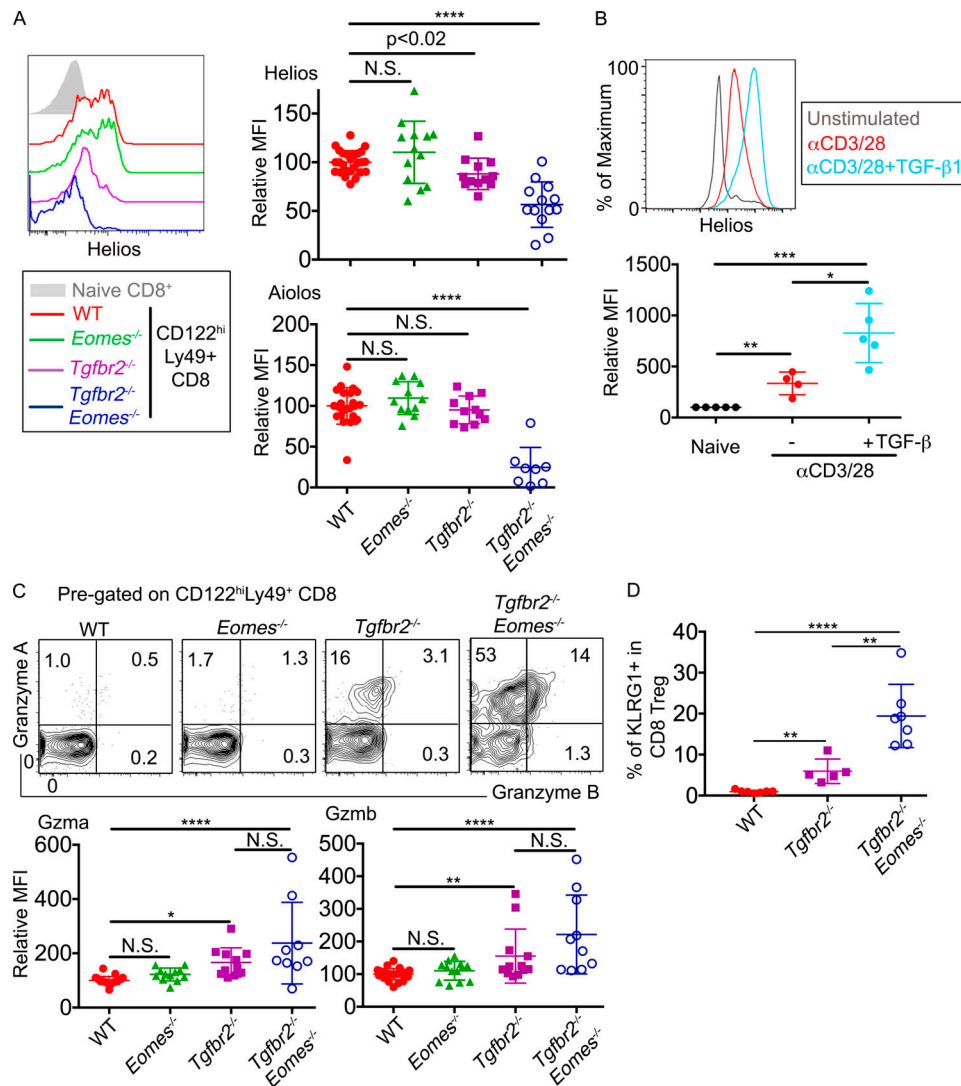 A
Helios
Naive CD8⁺
WT
Eomes⁻/⁻
Tgfbr2⁻/⁻
Tgfbr2⁻/⁻
Eomes⁻/⁻
CD122ʰⁱ
Ly49+
CD8
****
p<0.02
N.S.
Helios
Relative MFI
150
100
50
0
****
N.S.
N.S.
Aiolos
Relative MFI
200
150
100
50
0
WT
Eomes⁻/⁻
Tgfbr2⁻/⁻
Tgfbr2⁻/⁻
Eomes⁻/⁻
B
% of Maximum
100
0
Helios
Unstimulated
αCD3/28
αCD3/28+TGF-β1
Relative MFI
1500
1000
500
0
***
*
**
Naive
-
+TGF-β
αCD3/28
C
Pre-gated on CD122ʰⁱLy49⁺ CD8
WT
Eomes⁻/⁻
Tgfbr2⁻/⁻
Tgfbr2⁻/⁻
Eomes⁻/⁻
Granzyme A
0
0
1.0
0.5
0.2
1.7
1.3
0.3
16
3.1
0.3
53
14
1.3
Granzyme B
Gzma
Relative MFI
600
400
200
0
****
N.S.
*
N.S.
WT
Eomes⁻/⁻
Tgfbr2⁻/⁻
Tgfbr2⁻/⁻
Eomes⁻/⁻
Gzmb
500
400
300
200
100
0
****
N.S.
**
N.S.
WT
Eomes⁻/⁻
Tgfbr2⁻/⁻
Tgfbr2⁻/⁻
Eomes⁻/⁻
D
% of KLRG1+ in
CD8 Treg
40
30
20
10
0
****
**
**
WT
Tgfbr2⁻/⁻
Tgfbr2⁻/⁻
Eomes⁻/⁻